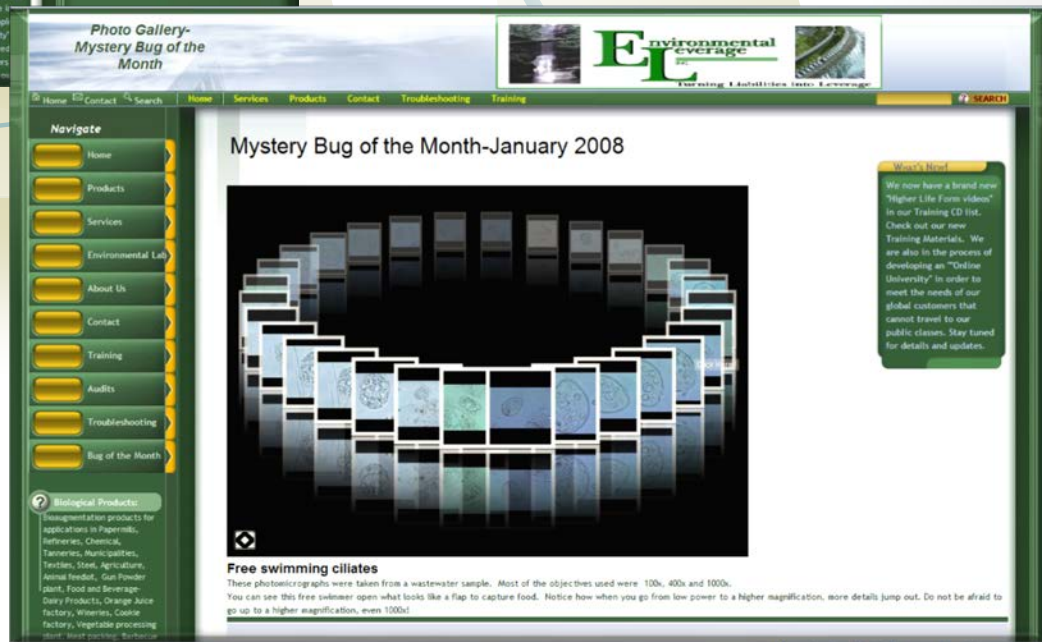 Photo Gallery-
Mystery Bug of the
Month
Environmental
Leverage
INC.
Turning Liabilities into Leverage
Home Contact Search Home Services Products Contact Troubleshooting Training SEARCH
Navigate
Home
Products
Services
Environmental Lab
About Us
Contact
Training
Audits
Troubleshooting
Bug of the Month
Biological Products:
Bioaugmentation products for
applications in Papermills,
Refineries, Chemical,
Tanneries, Municipalities,
Textiles, Steel, Agriculture,
Animal feedlot, Gun Powder
plant, Food and Beverage-
Dairy Products, Orange Juice
factory, Wineries, Cookie
factory, Vegetable processing
plant, Meat packing, Barbecue
Mystery Bug of the Month-January 2008
Free swimming ciliates
These photomicrographs were taken from a wastewater sample. Most of the objectives used were 100x, 400x and 1000x.
You can see this free swimmer open what looks like a flap to capture food. Notice how when you go from low power to a higher magnification, more details jump out. Do not be afraid to
go up to a higher magnification, even 1000x!
What's New!
We now have a brand new
"Higher Life Form videos"
in our Training CD list.
Check out our new
Training Materials. We
are also in the process of
developing an ""Online
University" in order to
meet the needs of our
global customers that
cannot travel to our
public classes. Stay tuned
for details and updates.